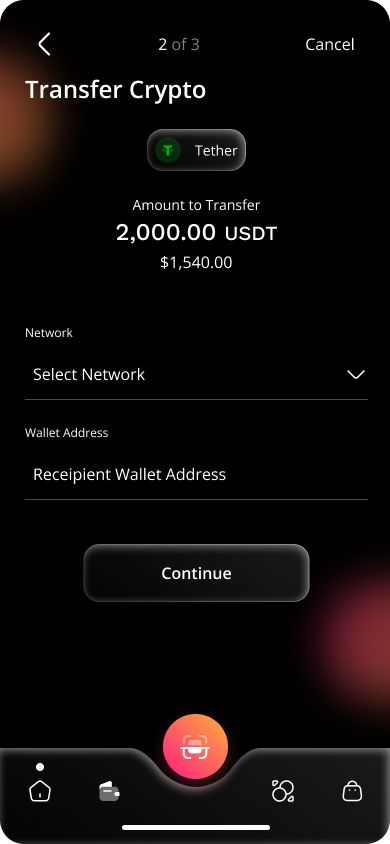 2 of 3
Cancel
Transfer Crypto
Tether
Amount to Transfer
2,000.00 USDT
$1,540.00
Network
Select Network
Wallet Address
Receipient Wallet Address
Continue